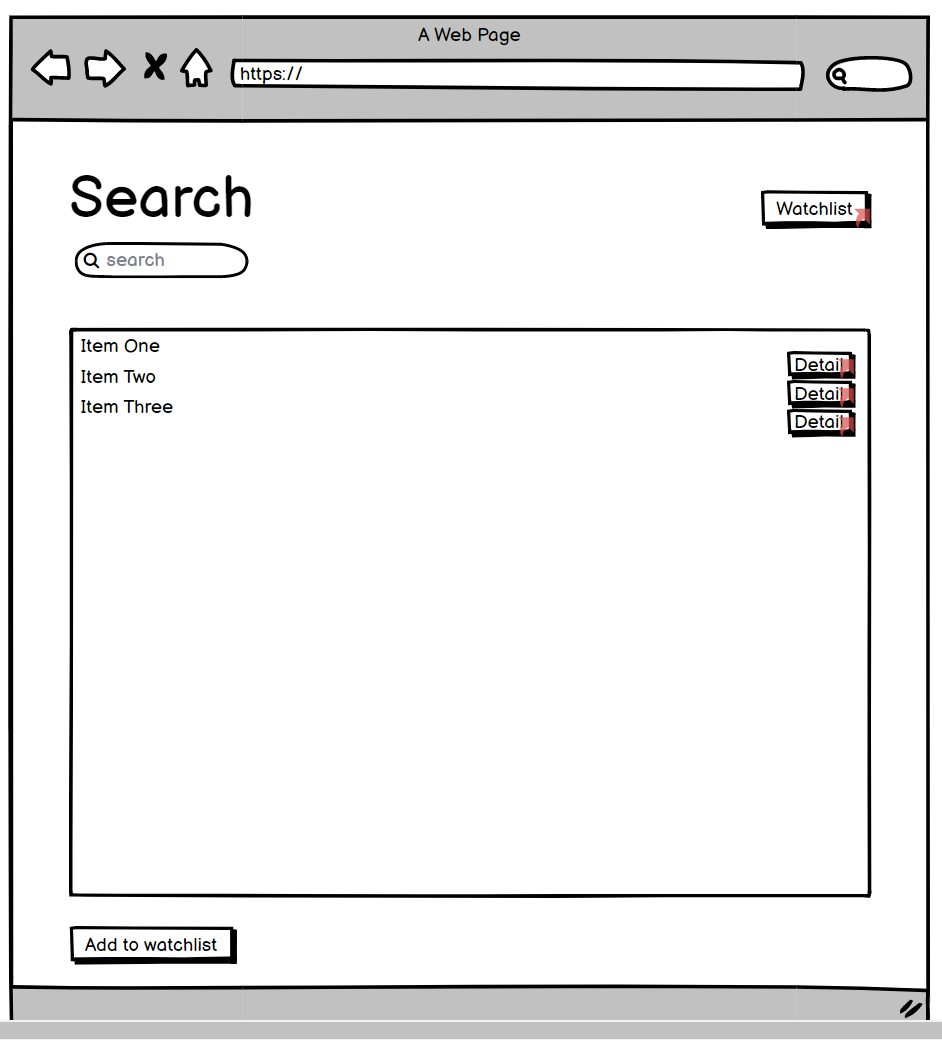 A Web Page
https://
Search
Watchlist
search
Item One
Detail
Item Two
Detail
Item Three
Detail
Add to watchlist